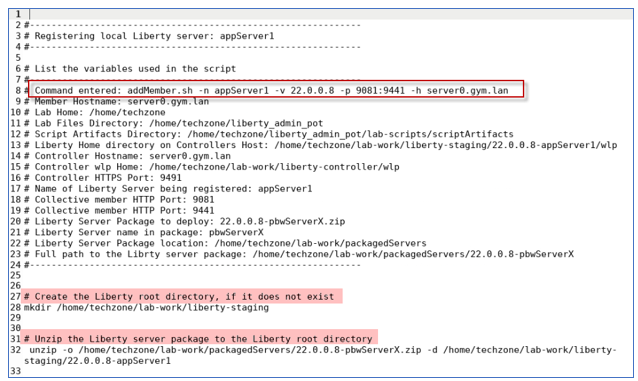 1
2 #-------------------------------------------------------------
3 # Registering local Liberty server: appServer1
4 #-------------------------------------------------------------
5
6 # List the variables used in the script
7 #-------------------------------------------------------------
8 # Command entered: addMember.sh -n appServer1 -v 22.0.0.8 -p 9081:9441 -h server0.gym.lan
9 # Member Hostname: server0.gym.lan
10 # Lab Home: /home/techzone
11 # Lab Files Directory: /home/techzone/liberty_admin_pot
12 # Script Artifacts Directory: /home/techzone/liberty_admin_pot/lab-scripts/scriptArtifacts
13 # Liberty Home directory on Controllers Host: /home/techzone/lab-work/liberty-staging/22.0.0.8-appServer1/wlp
14 # Controller Hostname: server0.gym.lan
15 # Controller wlp Home: /home/techzone/lab-work/liberty-controller/wlp
16 # Controller HTTPS Port: 9491
17 # Name of Liberty Server being registered: appServer1
18 # Collective member HTTP Port: 9081
19 # Collective member HTTP Port: 9441
20 # Liberty Server Package to deploy: 22.0.0.8-pbwServerX.zip
21 # Liberty Server name in package: pbwServerX
22 # Liberty Server Package location: /home/techzone/lab-work/packagedServers
23 # Full path to the Librty server package: /home/techzone/lab-work/packagedServers/22.0.0.8-pbwServerX
24 #-------------------------------------------------------------
25
26
27 # Create the Liberty root directory, if it does not exist
28 mkdir /home/techzone/lab-work/liberty-staging
29
30
31 # Unzip the Liberty server package to the Liberty root directory
32 unzip -o /home/techzone/lab-work/packagedServers/22.0.0.8-pbwServerX.zip -d /home/techzone/lab-work/liberty-
staging/22.0.0.8-appServer1
33